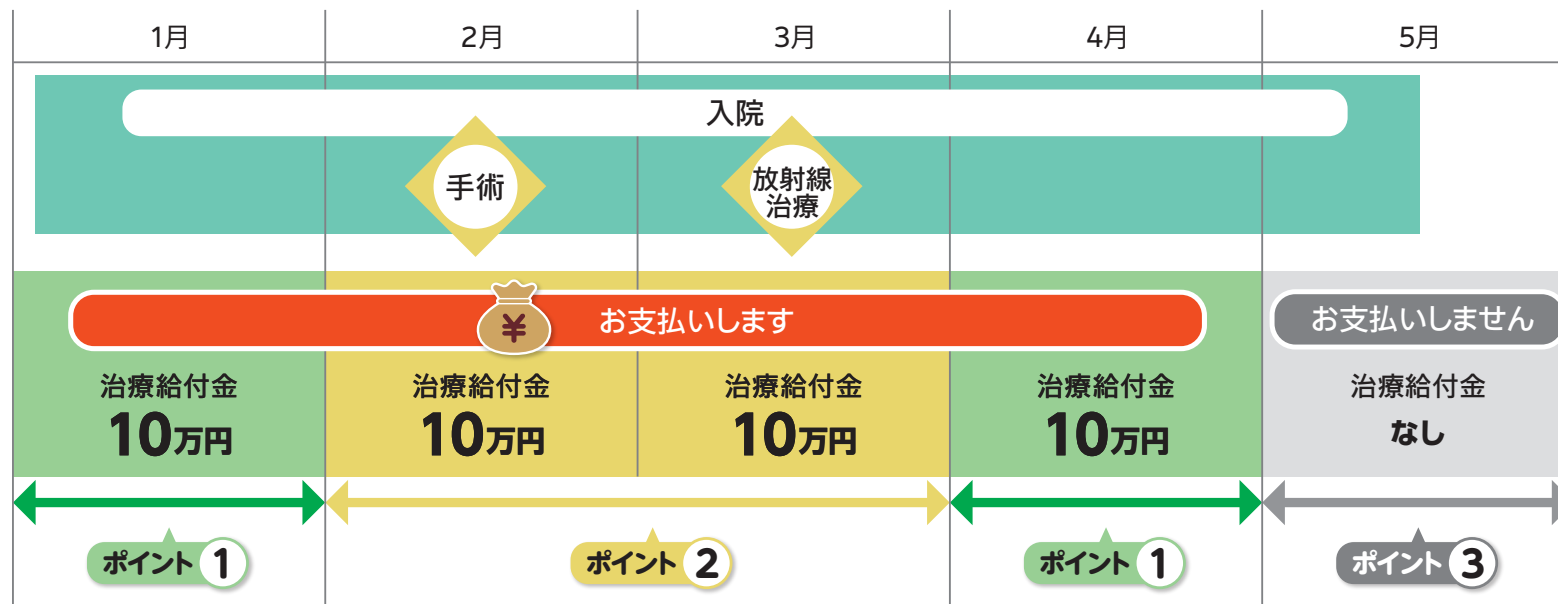 1月 2月 3月 4月 5月
入院
手術
放射線
治療
¥ お支払いします お支払いしません
治療給付金 治療給付金 治療給付金 治療給付金 治療給付金
10万円 10万円 10万円 10万円 なし
ポイント 1 ポイント 2 ポイント 1 ポイント 3